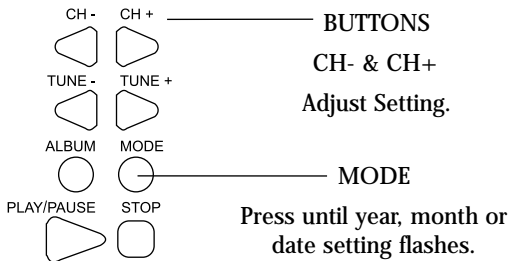 CH - CH +
BUTTONS
CH- & CH+
Adjust Setting.
TUNE - TUNE +
ALBUM MODE
MODE
Press until year, month or
date setting flashes.
PLAY/PAUSE STOP